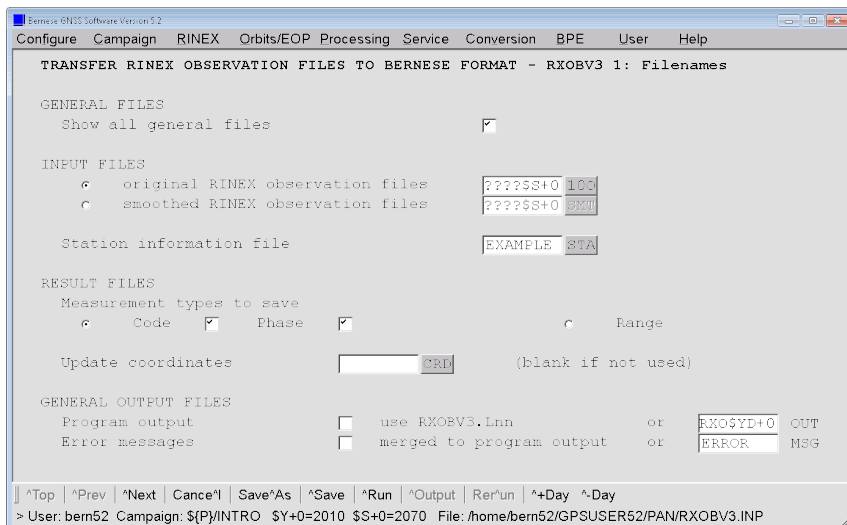 Bernese GNSS Software Version 5.2
Configure Campaign RINEX Orbits/EOP Processing Service Conversion BPE User Help
TRANSFER RINEX OBSERVATION FILES TO BERNESE FORMAT - RXOBV3 1: Filenames
GENERAL FILES
Show all general files
INPUT FILES
original RINEX observation files ????$S+0 10O
smoothed RINEX observation files ????$S+0 SMT
Station information file EXAMPLE STA
RESULT FILES
Measurement types to save
Code Phase Range
Update coordinates CRD (blank if not used)
GENERAL OUTPUT FILES
Program output use RXOBV3.Lnn or RXO$YD+0 OUT
Error messages merged to program output or ERROR MSG
^Top ^Prev ^Next Cance^l Save^As ^Save ^Run ^Output Rer^un ^+Day ^-Day
> User: bern52 Campaign: ${P}/INTRO $Y+0=2010 $S+0=2070 File: /home/bern52/GPSUSER52/PAN/RXOBV3.INP